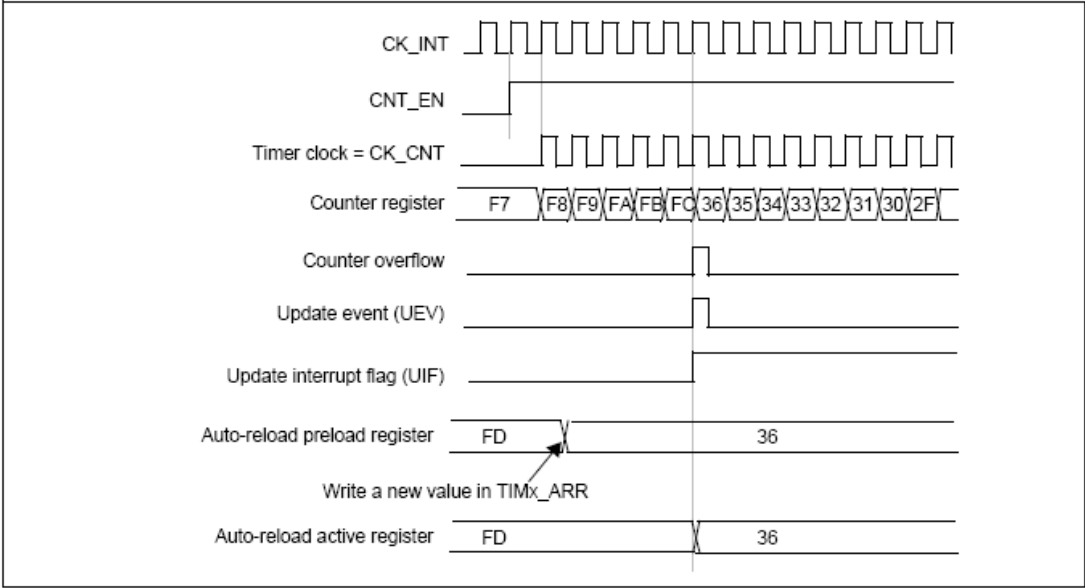 CK_INT
CNT_EN
Timer clock = CK_CNT
Counter register F7 F8 F9 FA FB FC 36 35 34 33 32 31 30 2F
Counter overflow
Update event (UEV)
Update interrupt flag (UIF)
Auto-reload preload register FD 36
Write a new value in TIMx_ARR
Auto-reload active register FD 36